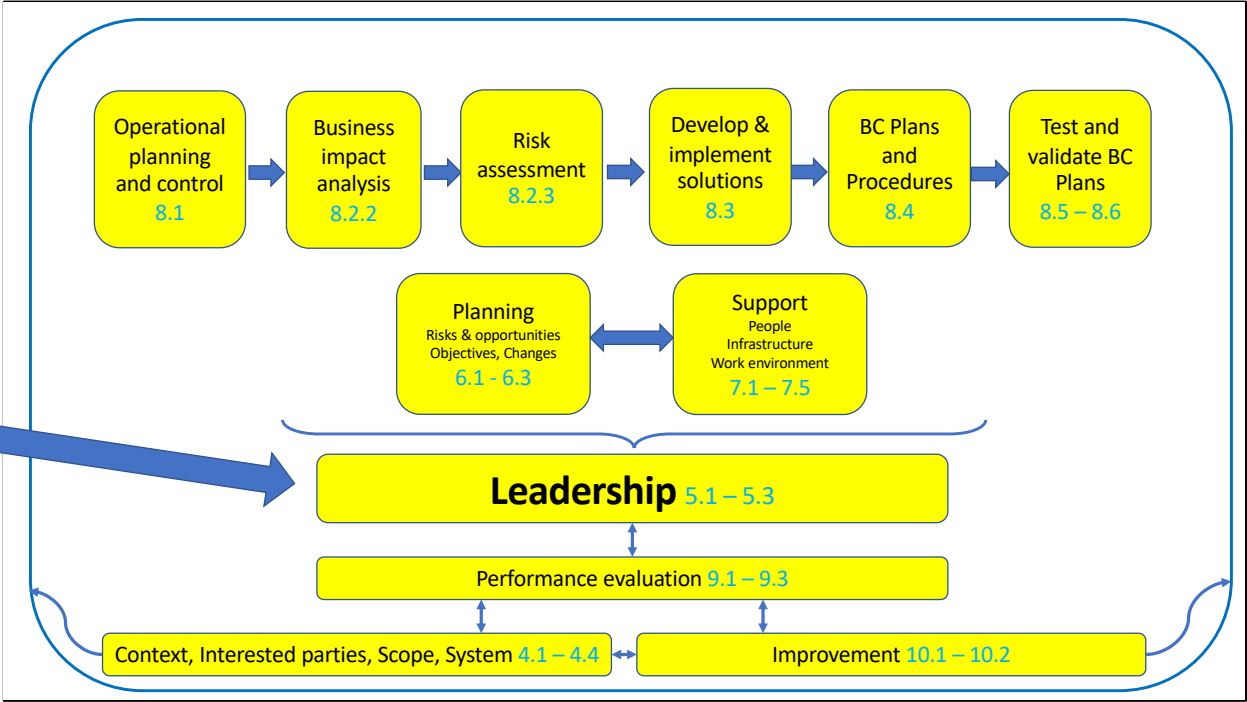 Operational
planning
and control
8.1
Business
impact
analysis
8.2.2
Risk
assessment
8.2.3
Develop &
implement
solutions
8.3
BC Plans
and
Procedures
8.4
Test and
validate BC
Plans
8.5 – 8.6
Planning
Risks & opportunities
Objectives, Changes
6.1 - 6.3
Support
People
Infrastructure
Work environment
7.1 – 7.5
Leadership 5.1 – 5.3
Performance evaluation 9.1 – 9.3
Context, Interested parties, Scope, System 4.1 – 4.4
Improvement 10.1 – 10.2